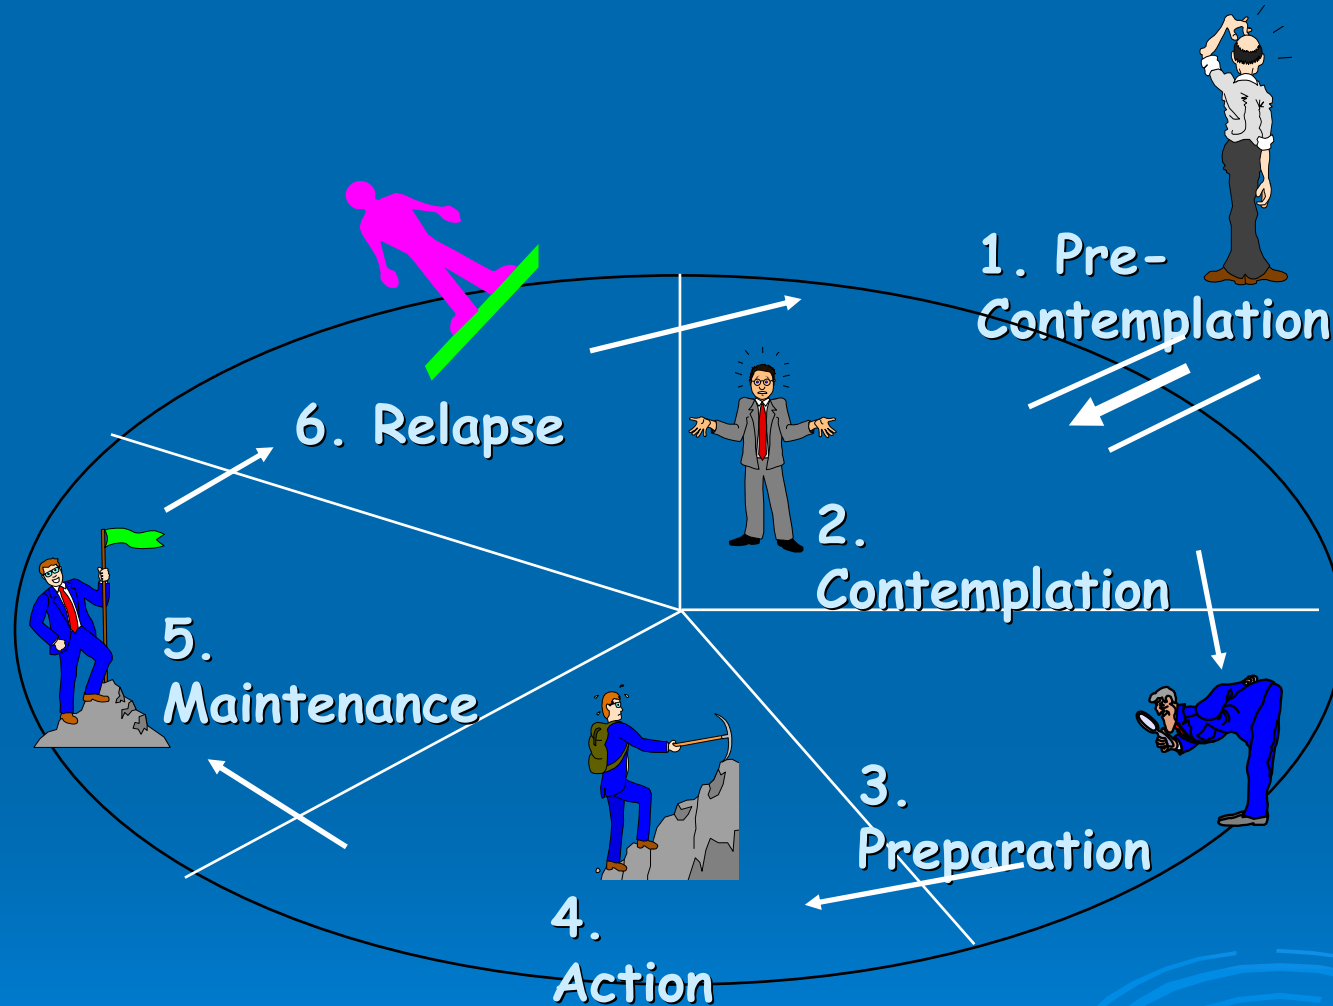 1. Pre-
Contemplation
2.
Contemplation
3.
Preparation
4.
Action
5.
Maintenance
6. Relapse